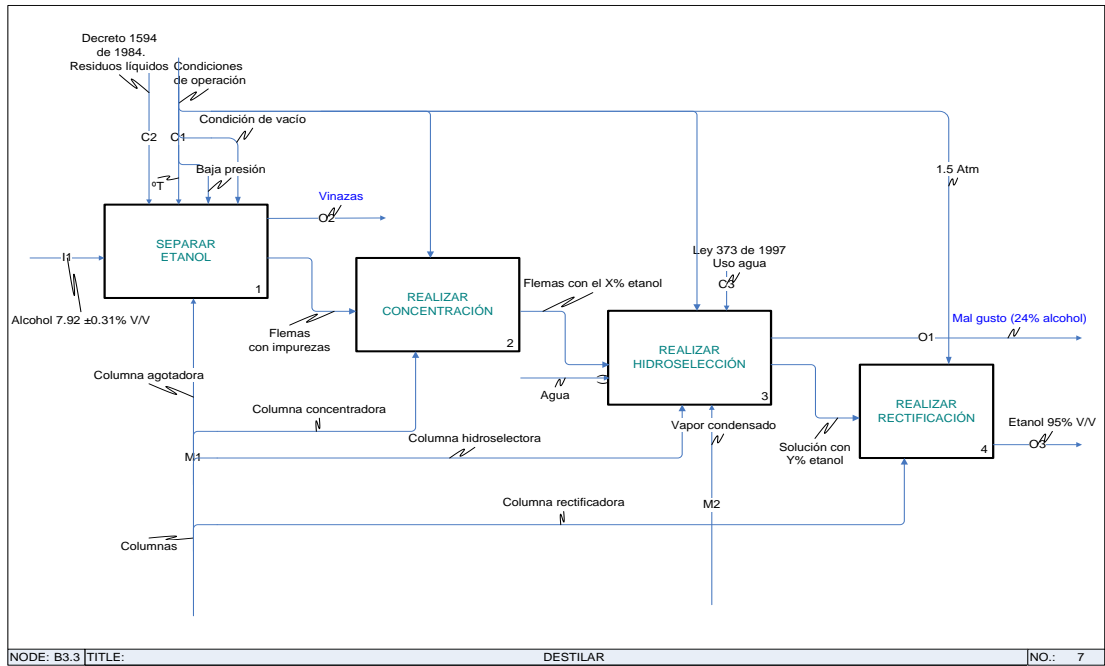 Decreto 1594
de 1984.
Residuos líquidos
Condiciones
de operación
Condición de vacío
C2
C1
Baja presión
ºT
1.5 Atm
Vinazas
O2
SEPARAR
ETANOL
1
I1
Alcohol 7.92 ±0.31% V/V
Ley 373 de 1997
Uso agua
C3
Flemas con el X% etanol
REALIZAR
CONCENTRACIÓN
2
Flemas
con impurezas
Mal gusto (24% alcohol)
O1
REALIZAR
HIDROSELECCIÓN
3
Columna agotadora
Agua
REALIZAR
RECTIFICACIÓN
4
Columna concentradora
Vapor condensado
Etanol 95% V/V
O3
Columna hidroselectora
Solución con
Y% etanol
M1
Columna rectificadora
M2
Columnas
NODE: B3.3 TITLE: DESTILAR NO.: 7